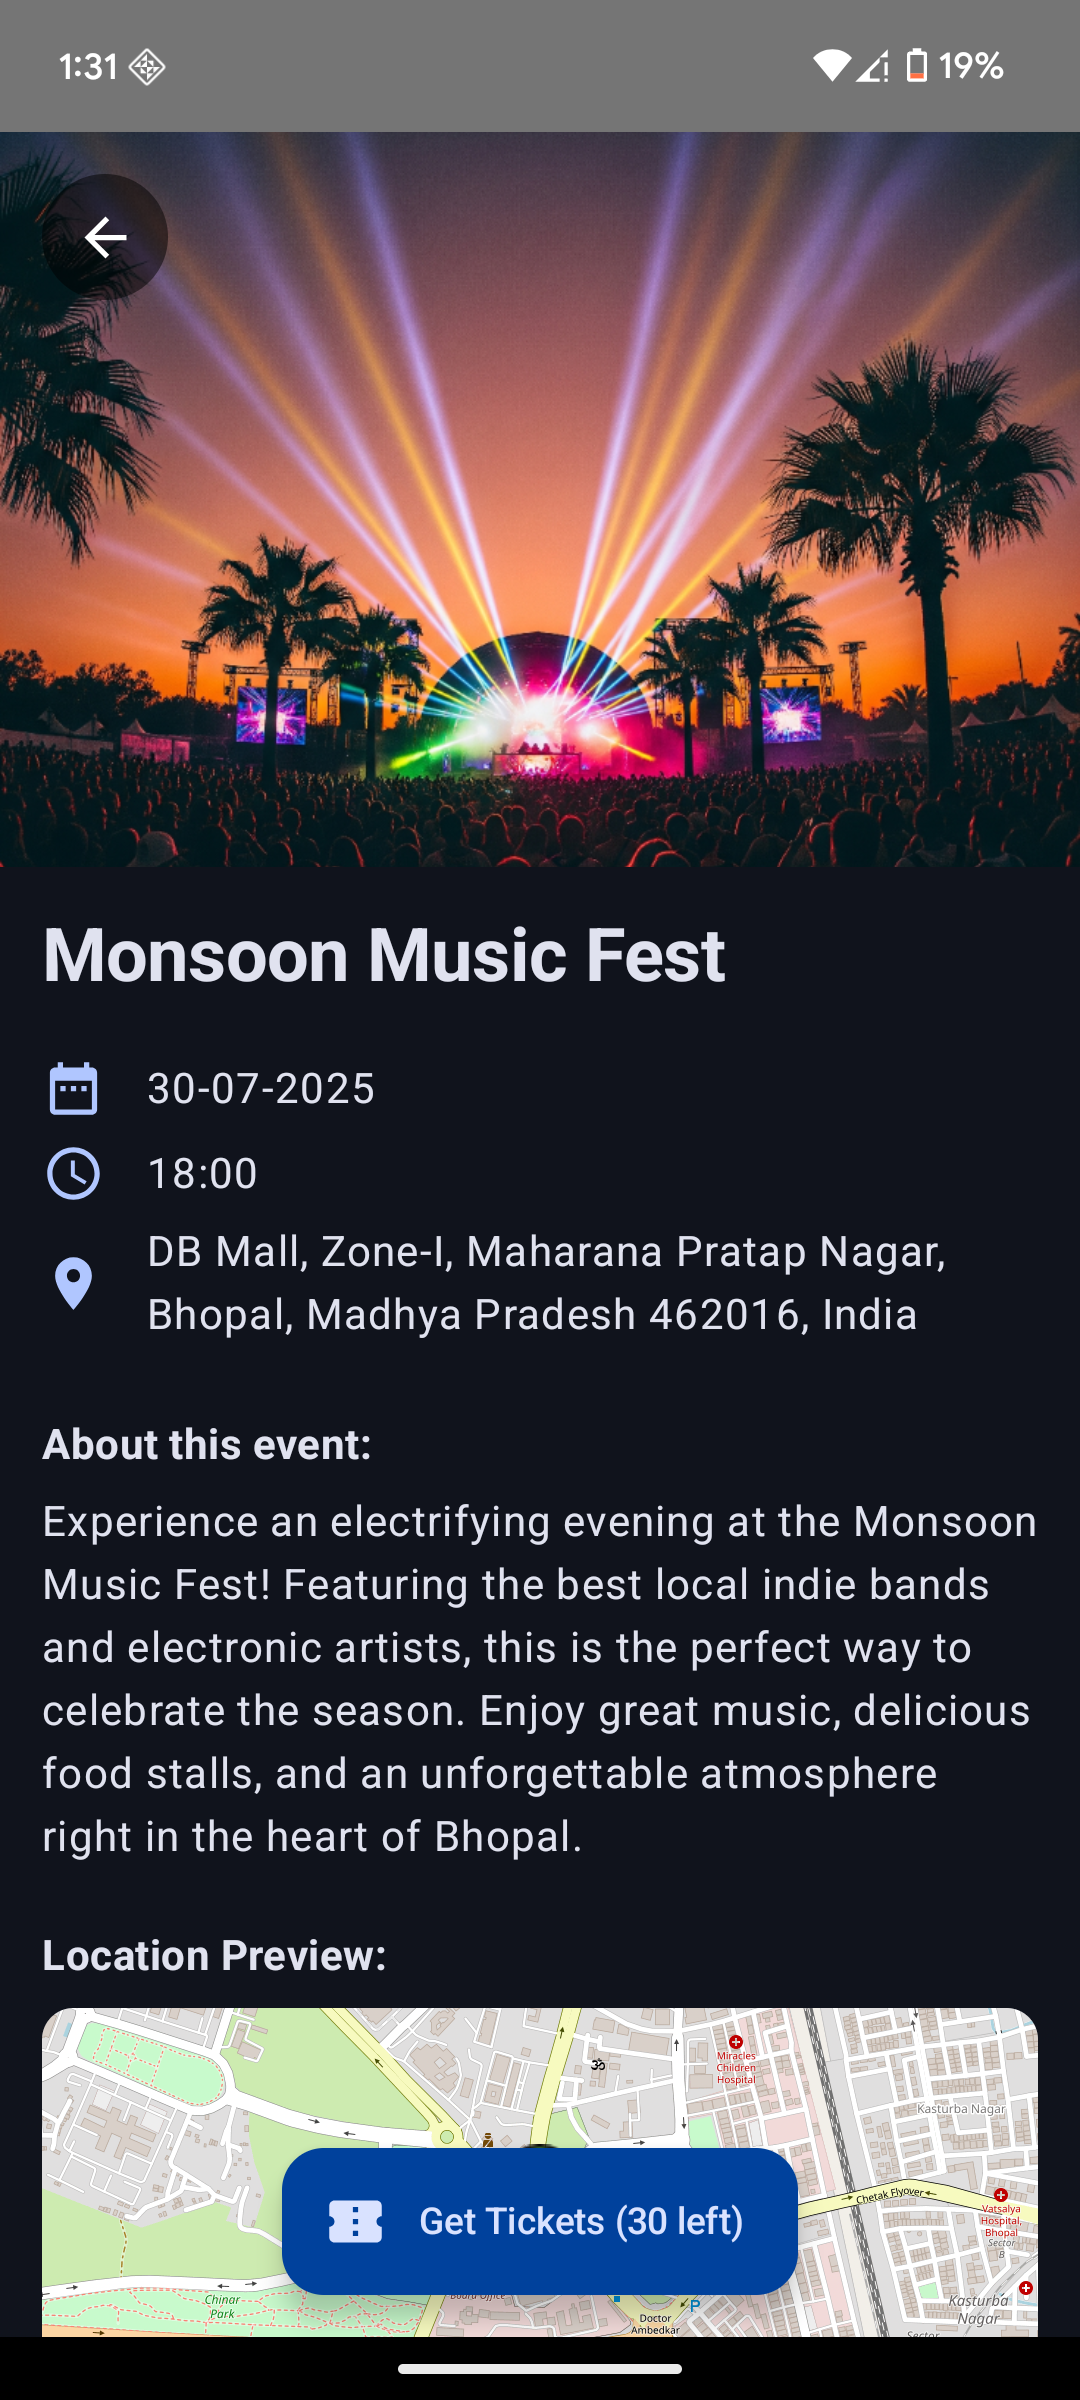 1:31
19%
Monsoon Music Fest
30-07-2025
18:00
DB Mall, Zone-I, Maharana Pratap Nagar,
Bhopal, Madhya Pradesh 462016, India
About this event:
Experience an electrifying evening at the Monsoon
Music Fest! Featuring the best local indie bands
and electronic artists, this is the perfect way to
celebrate the season. Enjoy great music, delicious
food stalls, and an unforgettable atmosphere
right in the heart of Bhopal.
Location Preview:
ॐ
Miracles
Children
Hospital
Kasturba Nagar
Chetak Flyover
Vatsalya
Hospital,
Bhopal
Sector
B
Get Tickets (30 left)
Chinar
Park
P
Doctor
Ambedkar
Kasturba
Nagar